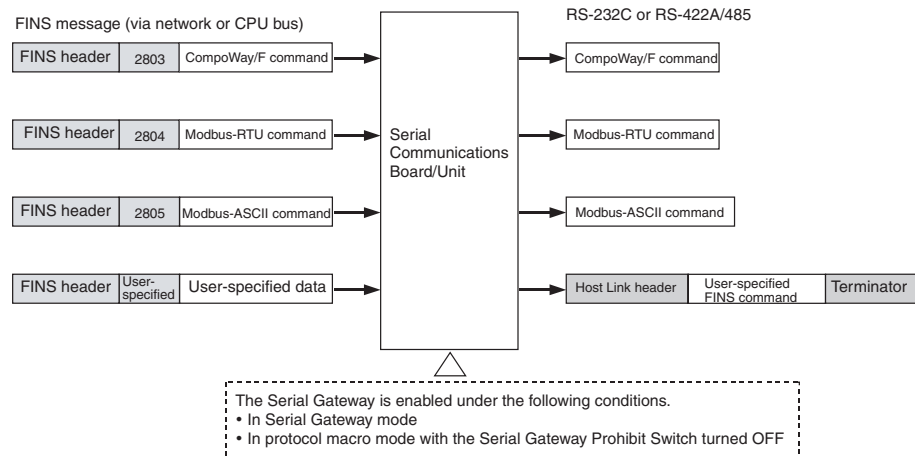 FINS message (via network or CPU bus)
RS-232C or RS-422A/485
FINS header 2803 CompoWay/F command
CompoWay/F command
FINS header 2804 Modbus-RTU command
Serial
Communications
Board/Unit
Modbus-RTU command
FINS header 2805 Modbus-ASCII command
Modbus-ASCII command
FINS header
User-
specified
User-specified data
Host Link header
User-specified
FINS command
Terminator
The Serial Gateway is enabled under the following conditions.
• In Serial Gateway mode
• In protocol macro mode with the Serial Gateway Prohibit Switch turned OFF